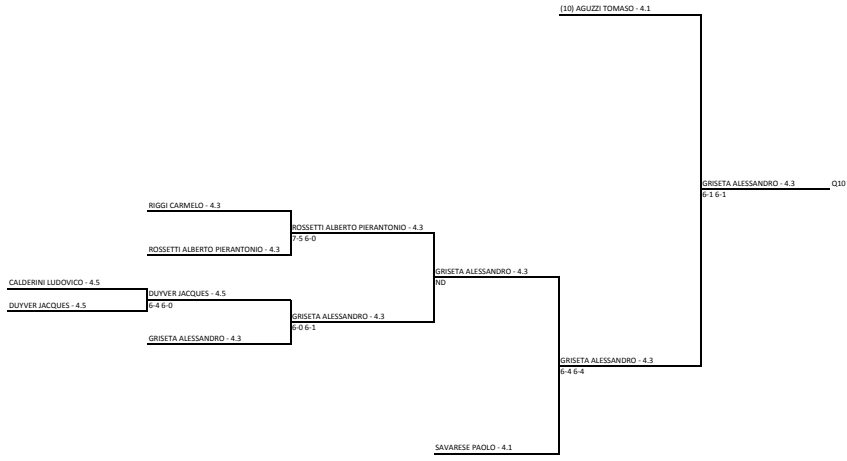 (10) AGUZZI TOMASO - 4.1
GRISETA ALESSANDRO - 4.3 Q10
6-1 6-1
RIGGI CARMELO - 4.3
ROSSETTI ALBERTO PIERANTONIO - 4.3
7-5 6-0
ROSSETTI ALBERTO PIERANTONIO - 4.3
GRISETA ALESSANDRO - 4.3
ND
CALDERINI LUDOVICO - 4.5
DUYVER JACQUES - 4.5
6-4 6-0
DUYVER JACQUES - 4.5
GRISETA ALESSANDRO - 4.3
6-0 6-1
GRISETA ALESSANDRO - 4.3
GRISETA ALESSANDRO - 4.3
6-4 6-4
SAVARESE PAOLO - 4.1